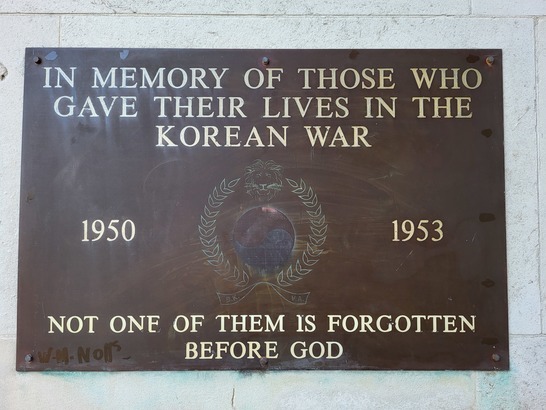 IN MEMORY OF THOSE WHO
GAVE THEIR LIVES IN THE
KOREAN WAR
1950
1953
NOT ONE OF THEM IS FORGOTTEN
BEFORE GOD